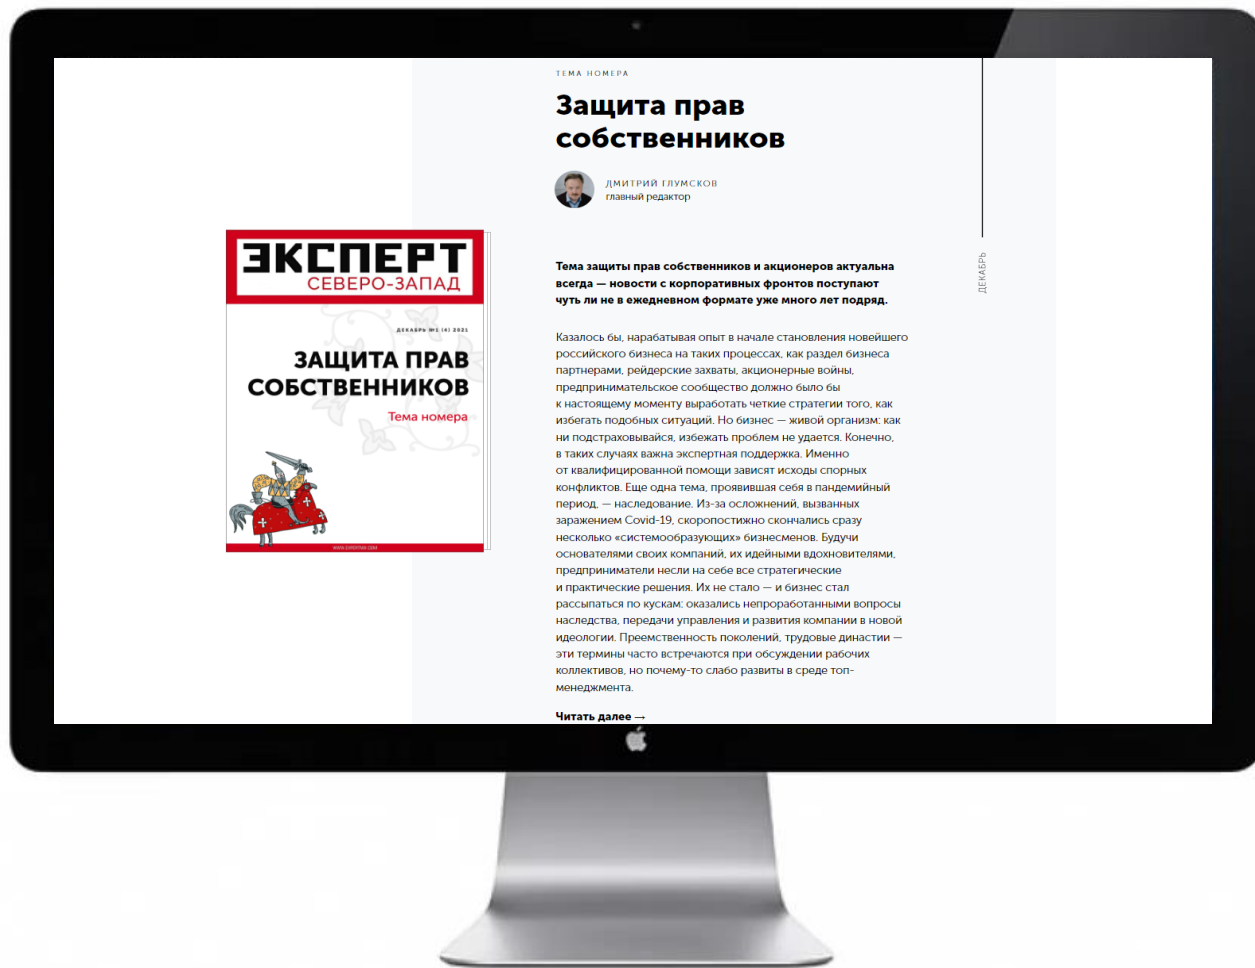 ТЕМА НОМЕРА
Защита прав
собственников
ДМИТРИЙ ГЛУМСКОВ
главный редактор
ЭКСПЕРТ
СЕВЕРО-ЗАПАД
ДЕКАБРЬ №1 (4) 2021
ЗАЩИТА ПРАВ
СОБСТВЕННИКОВ
Тема номера
WWW.EXPERTNW.COM
ДЕКАБРЬ
Тема защиты прав собственников и акционеров актуальна
всегда — новости с корпоративных фронтов поступают
чуть ли не в ежедневном формате уже много лет подряд.
Казалось бы, нарабатывая опыт в начале становления новейшего
российского бизнеса на таких процессах, как раздел бизнеса
партнерами, рейдерские захваты, акционерные войны,
предпринимательское сообщество должно было бы
к настоящему моменту выработать четкие стратегии того, как
избегать подобных ситуаций. Но бизнес — живой организм: как
ни подстраховывайся, избежать проблем не удается. Конечно,
в таких случаях важна экспертная поддержка. Именно
от квалифицированной помощи зависят исходы спорных
конфликтов. Еще одна тема, проявившая себя в пандемийный
период, — наследование. Из-за осложнений, вызванных
заражением Covid-19, скоропостижно скончались сразу
несколько «системообразующих» бизнесменов. Будучи
основателями своих компаний, их идейными вдохновителями,
предприниматели несли на себе все стратегические
и практические решения. Их не стало — и бизнес стал
рассыпаться по кускам: оказались непроработанными вопросы
наследства, передачи управления и развития компании в новой
идеологии. Преемственность поколений, трудовые династии —
эти термины часто встречаются при обсуждении рабочих
коллективов, но почему-то слабо развиты в среде топ-
менеджмента.
Читать далее →